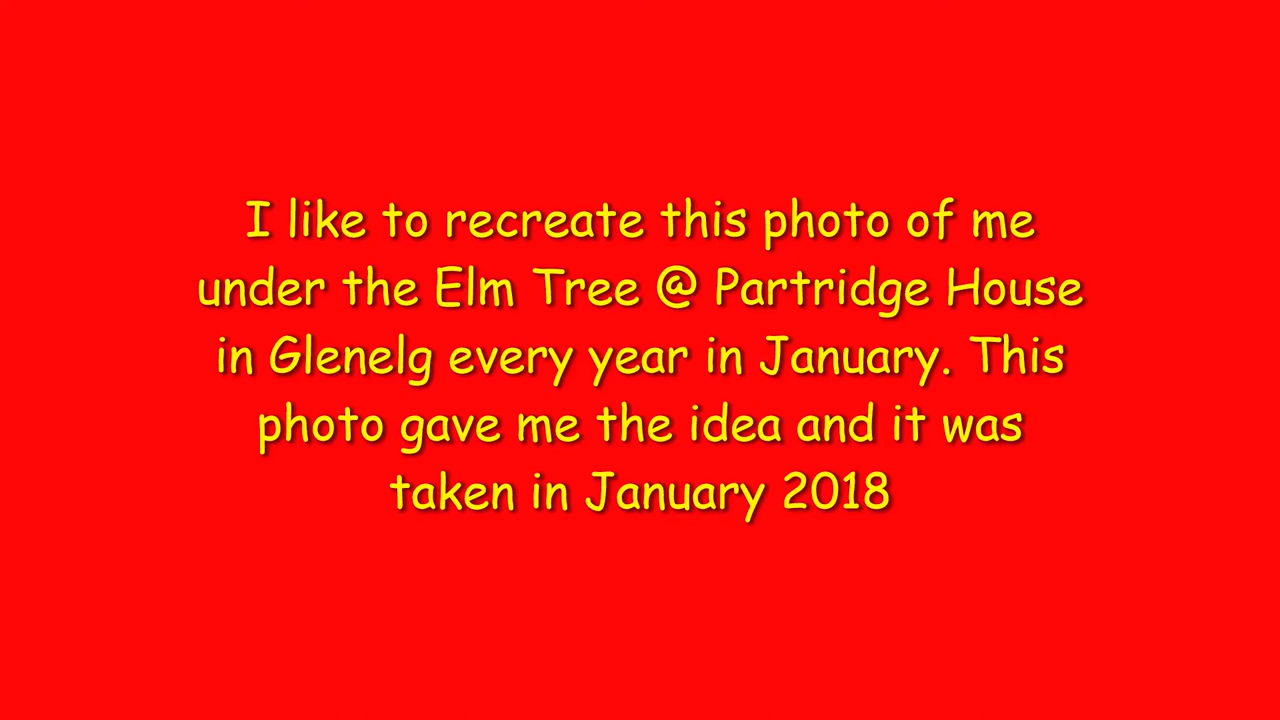 I like to recreate this photo of me
under the Elm Tree @ Partridge House
in Glenelg every year in January. This
photo gave me the idea and it was
taken in January 2018